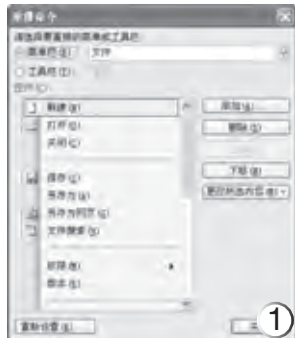 重排命令
请选择要重排的菜单或工具栏:
菜单栏(B): 文件
工具栏(T):
控件(O):
新建(N)
打开(O)
关闭(C)
保存(S)
另存为(A)
另存为网页(G)
文件搜索(H)
权限(M)
版本(R)
添加(A)
删除(D)
下移(N)
更改所选内容(M)
重新设置(R)
1